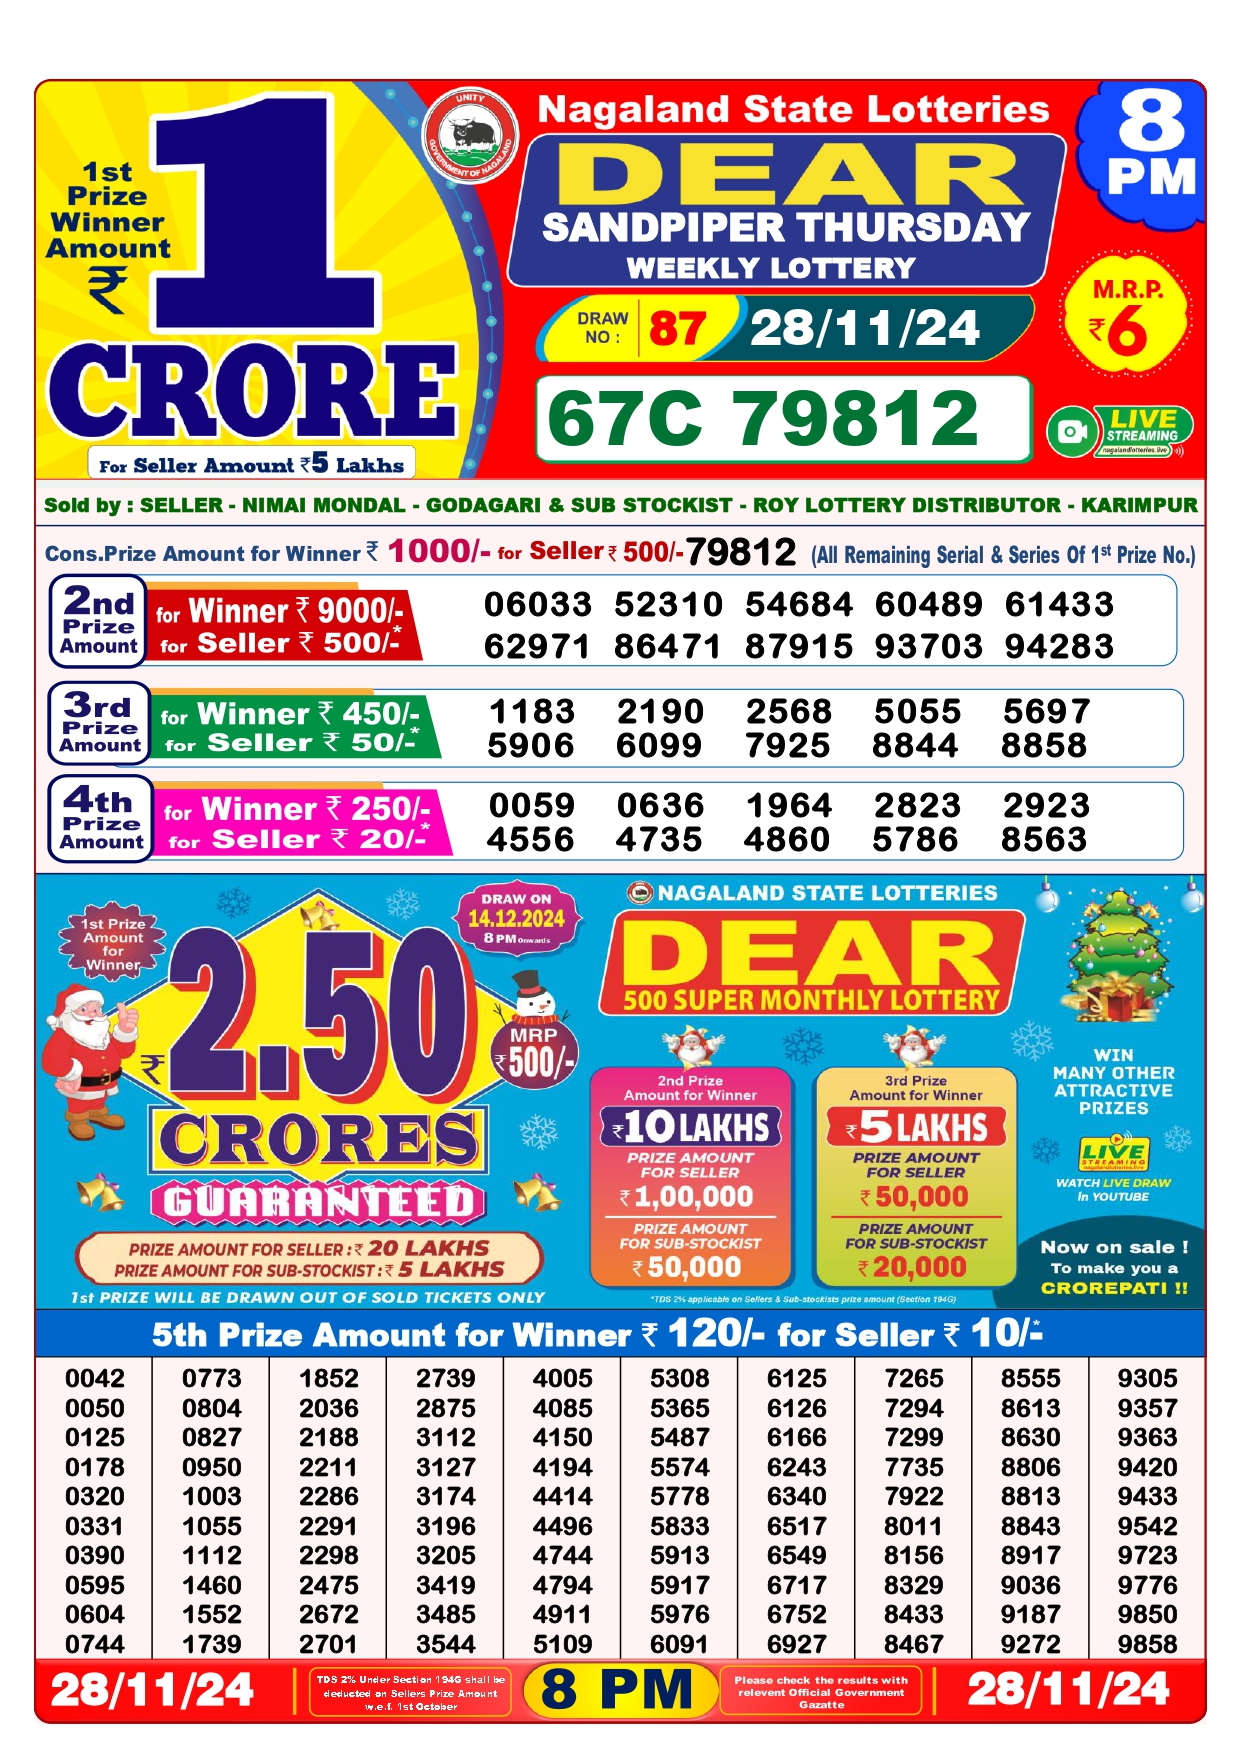 1st
Prize
Winner
Amount
₹
1
CRORE
For Seller Amount ₹5 Lakhs
UNITY
GOVERNMENT OF NAGALAND
Nagaland State Lotteries
DEAR
SANDPIPER THURSDAY
WEEKLY LOTTERY
8
PM
DRAW NO : 87 28/11/24
M.R.P.
₹6
67C 79812
LIVE
STREAMING
nagalandlotteries.live
Sold by : SELLER - NIMAI MONDAL - GODAGARI & SUB STOCKIST - ROY LOTTERY DISTRIBUTOR - KARIMPUR
Cons.Prize Amount for Winner ₹ 1000/- for Seller ₹ 500/- 79812 (All Remaining Serial & Series Of 1st Prize No.)
2nd
Prize
Amount
for Winner ₹ 9000/-
for Seller ₹ 500/-*
06033 52310 54684 60489 61433
62971 86471 87915 93703 94283
3rd
Prize
Amount
for Winner ₹ 450/-
for Seller ₹ 50/-*
1183 2190 2568 5055 5697
5906 6099 7925 8844 8858
4th
Prize
Amount
for Winner ₹ 250/-
for Seller ₹ 20/-*
0059 0636 1964 2823 2923
4556 4735 4860 5786 8563
1st Prize
Amount
for
Winner
₹2.50
CRORES
GUARANTEED
DRAW ON
14.12.2024
8 PM Onwards
MRP
₹500/-
PRIZE AMOUNT FOR SELLER :₹ 20 LAKHS
PRIZE AMOUNT FOR SUB-STOCKIST :₹ 5 LAKHS
1st PRIZE WILL BE DRAWN OUT OF SOLD TICKETS ONLY
NAGALAND STATE LOTTERIES
DEAR
500 SUPER MONTHLY LOTTERY
2nd Prize
Amount for Winner
₹10 LAKHS
PRIZE AMOUNT
FOR SELLER
₹1,00,000
PRIZE AMOUNT
FOR SUB-STOCKIST
₹50,000
3rd Prize
Amount for Winner
₹5 LAKHS
PRIZE AMOUNT
FOR SELLER
₹50,000
PRIZE AMOUNT
FOR SUB-STOCKIST
₹20,000
*TDS 2% applicable on Sellers & Sub-stockists prize amount (Section 194G)
WIN
MANY OTHER
ATTRACTIVE
PRIZES
LIVE
STREAMING
nagalandlotteries.live
WATCH LIVE DRAW
in YOUTUBE
Now on sale !
To make you a
CROREPATI !!
5th Prize Amount for Winner ₹ 120/- for Seller ₹ 10/-*
0042 0773 1852 2739 4005 5308 6125 7265 8555 9305
0050 0804 2036 2875 4085 5365 6126 7294 8613 9357
0125 0827 2188 3112 4150 5487 6166 7299 8630 9363
0178 0950 2211 3127 4194 5574 6243 7735 8806 9420
0320 1003 2286 3174 4414 5778 6340 7922 8813 9433
0331 1055 2291 3196 4496 5833 6517 8011 8843 9542
0390 1112 2298 3205 4744 5913 6549 8156 8917 9723
0595 1460 2475 3419 4794 5917 6717 8329 9036 9776
0604 1552 2672 3485 4911 5976 6752 8433 9187 9850
0744 1739 2701 3544 5109 6091 6927 8467 9272 9858
28/11/24
TDS 2% Under Section 194G shall be
deducted on Sellers Prize Amount
w.e.f. 1st October
8 PM
Please check the results with
relevent Official Government
Gazatte
28/11/24